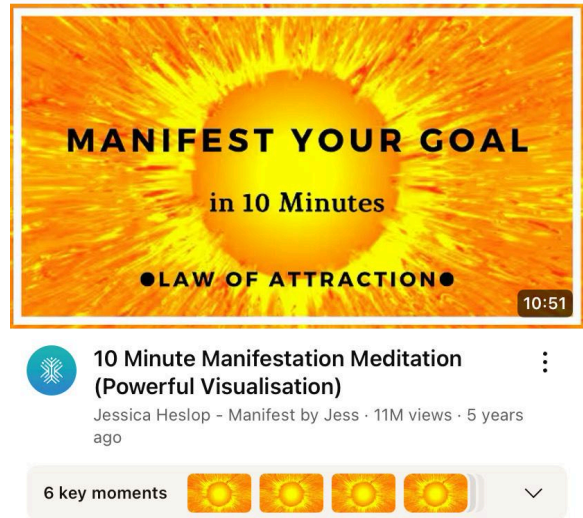 MANIFEST YOUR GOAL
in 10 Minutes
●LAW OF ATTRACTION●
10:51
10 Minute Manifestation Meditation
(Powerful Visualisation)
Jessica Heslop - Manifest by Jess · 11M views · 5 years
ago
6 key moments